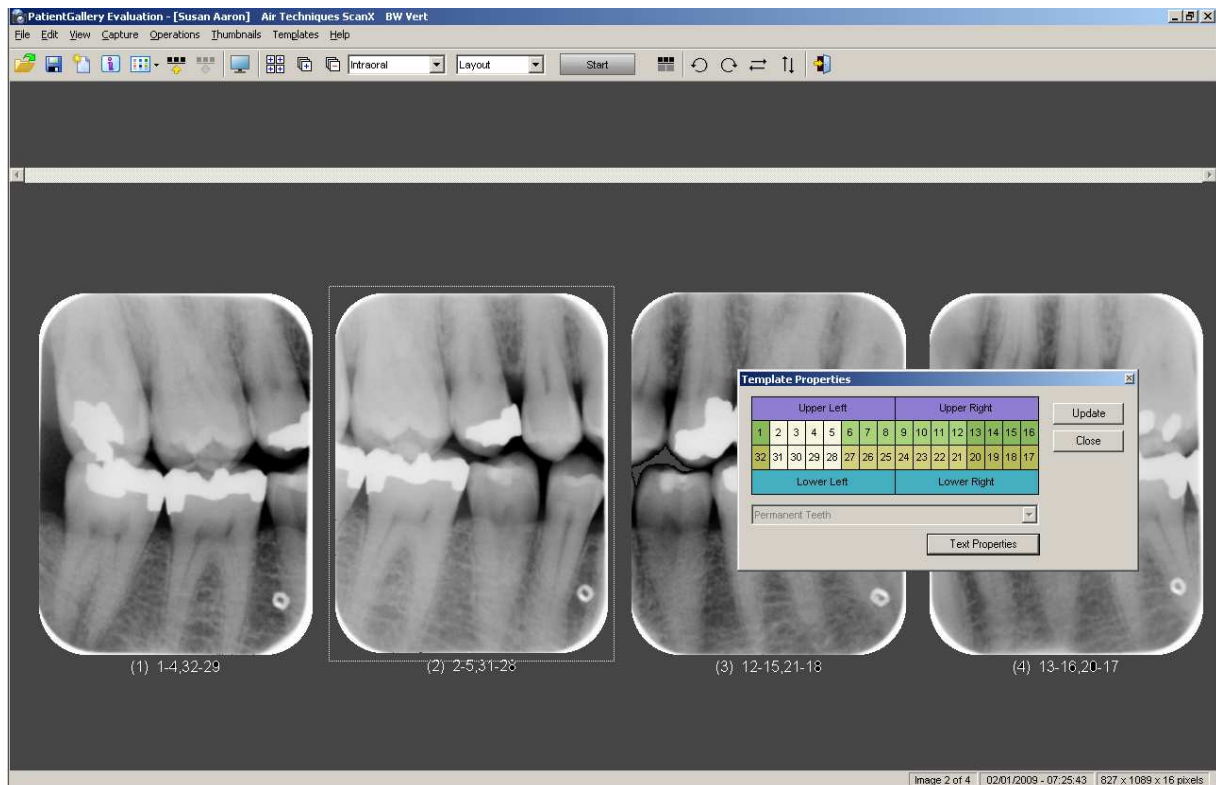 PatientGallery Evaluation - [Susan Aaron]    Air Techniques ScanX    BW Vert
File Edit View Capture Operations Thumbnails Templates Help
Intraoral Layout Start
Template Properties
Upper Left Upper Right Update
1 2 3 4 5 6 7 8 9 10 11 12 13 14 15 16
Close
32 31 30 29 28 27 26 25 24 23 22 21 20 19 18 17
Lower Left Lower Right
Permanent Teeth
Text Properties
(1) 1-4,32-29 (2) 2-5,31-28 (3) 12-15,21-18 (4) 13-16,20-17
Image 2 of 4 02/01/2009 - 07:25:43 827 x 1089 x 16 pixels